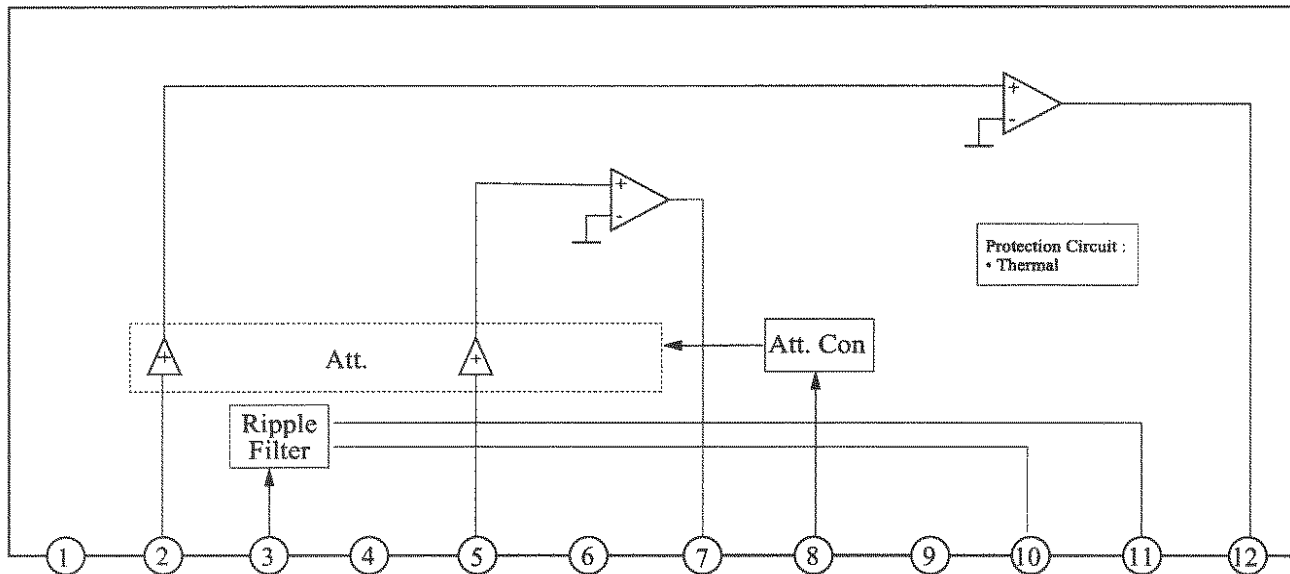 +
-
+
-
Protection Circuit :
• Thermal
+
Att.
+
Att. Con
Ripple
Filter
1 2 3 4 5 6 7 8 9 10 11 12